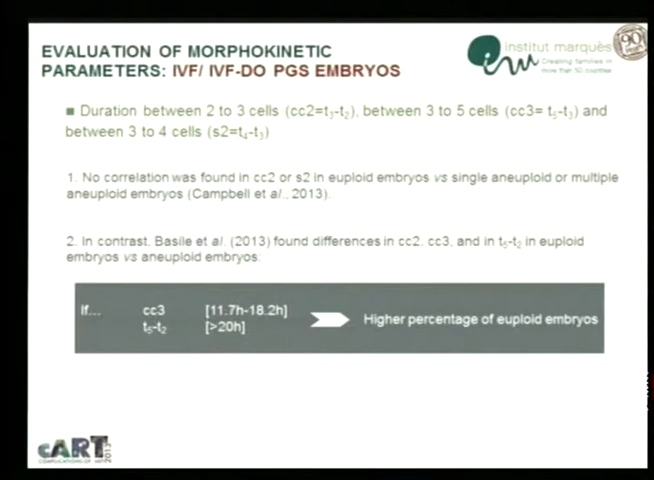 EVALUATION OF MORPHOKINETIC
PARAMETERS: IVF/ IVF-DO PGS EMBRYOS
institut marquès
Creating families in
more than 50 countries
90
■ Duration between 2 to 3 cells (cc2=t₃-t₂), between 3 to 5 cells (cc3= t₅-t₃) and
between 3 to 4 cells (s2=t₄-t₃)
1. No correlation was found in cc2 or s2 in euploid embryos vs single aneuploid or multiple
aneuploid embryos (Campbell et al., 2013).
2. In contrast, Basile et al. (2013) found differences in cc2, cc3, and in t₅-t₂ in euploid
embryos vs aneuploid embryos:
If... cc3 [11.7h-18.2h]
t₅-t₂ [>20h]
Higher percentage of euploid embryos
cART
2013